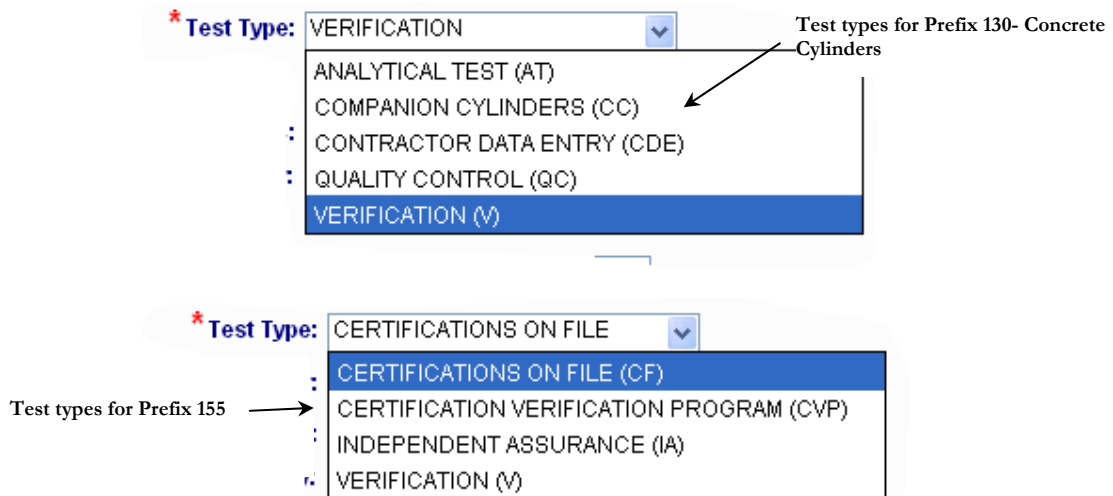 *Test Type: VERIFICATION
Test types for Prefix 130- Concrete
Cylinders
ANALYTICAL TEST (AT)
COMPANION CYLINDERS (CC)
: CONTRACTOR DATA ENTRY (CDE)
: QUALITY CONTROL (QC)
VERIFICATION (V)
*Test Type: CERTIFICATIONS ON FILE
: CERTIFICATIONS ON FILE (CF)
Test types for Prefix 155
CERTIFICATION VERIFICATION PROGRAM (CVP)
: INDEPENDENT ASSURANCE (IA)
VERIFICATION (V)